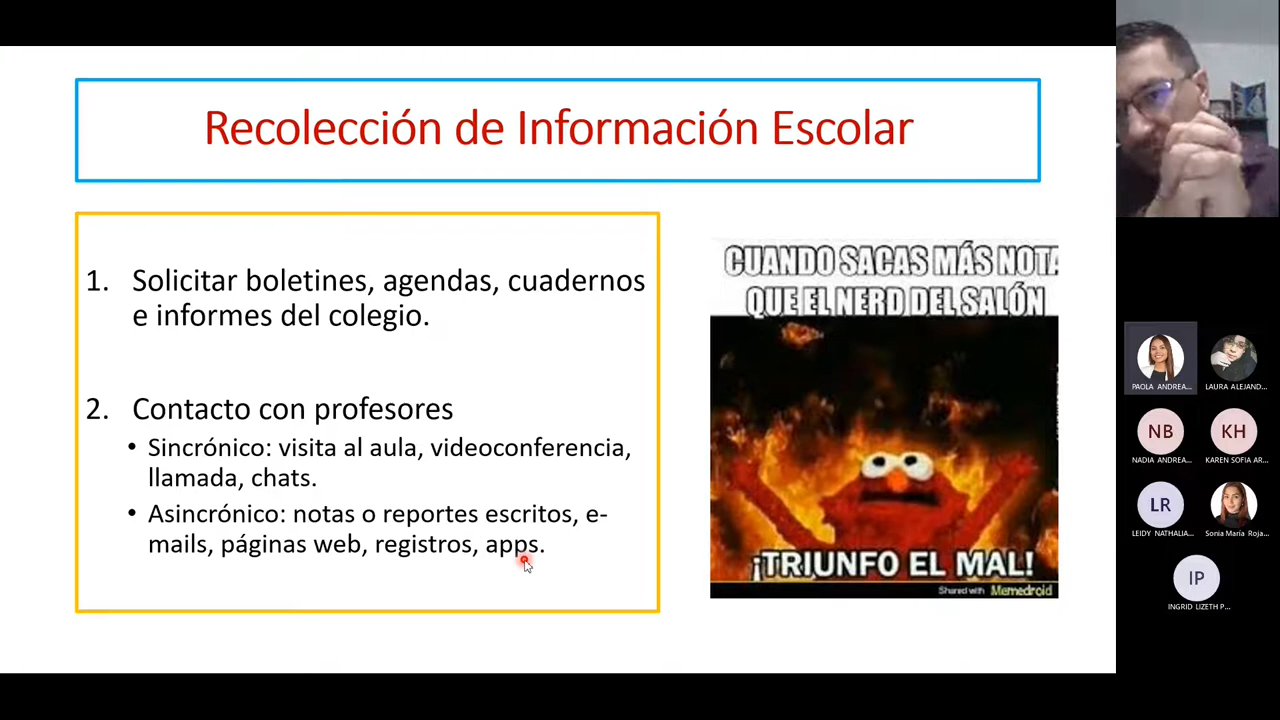 Recolección de Información Escolar
1. Solicitar boletines, agendas, cuadernos
e informes del colegio.
2. Contacto con profesores
• Sincrónico: visita al aula, videoconferencia,
llamada, chats.
• Asincrónico: notas o reportes escritos, e-
mails, páginas web, registros, apps.
CUANDO SACAS MÁS NOTA
QUE EL NERD DEL SALÓN
¡TRIUNFO EL MAL!
Shared with Memedroid
PAOLA ANDREA...
LAURA ALEJAND...
NB
KH
NADIA ANDREA...
KAREN SOFIA AR...
LR
LEIDY NATHALIA...
Sonia María Roja...
IP
INGRID LIZETH P...